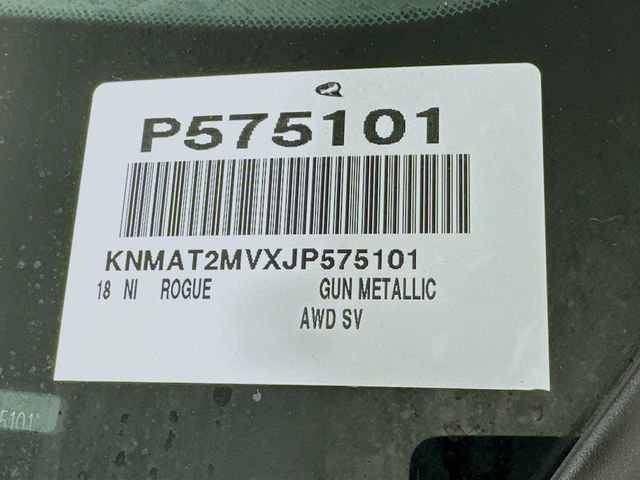 P575101
KNMAT2MVXJP575101
18 NI ROGUE GUN METALLIC
AWD SV
5101